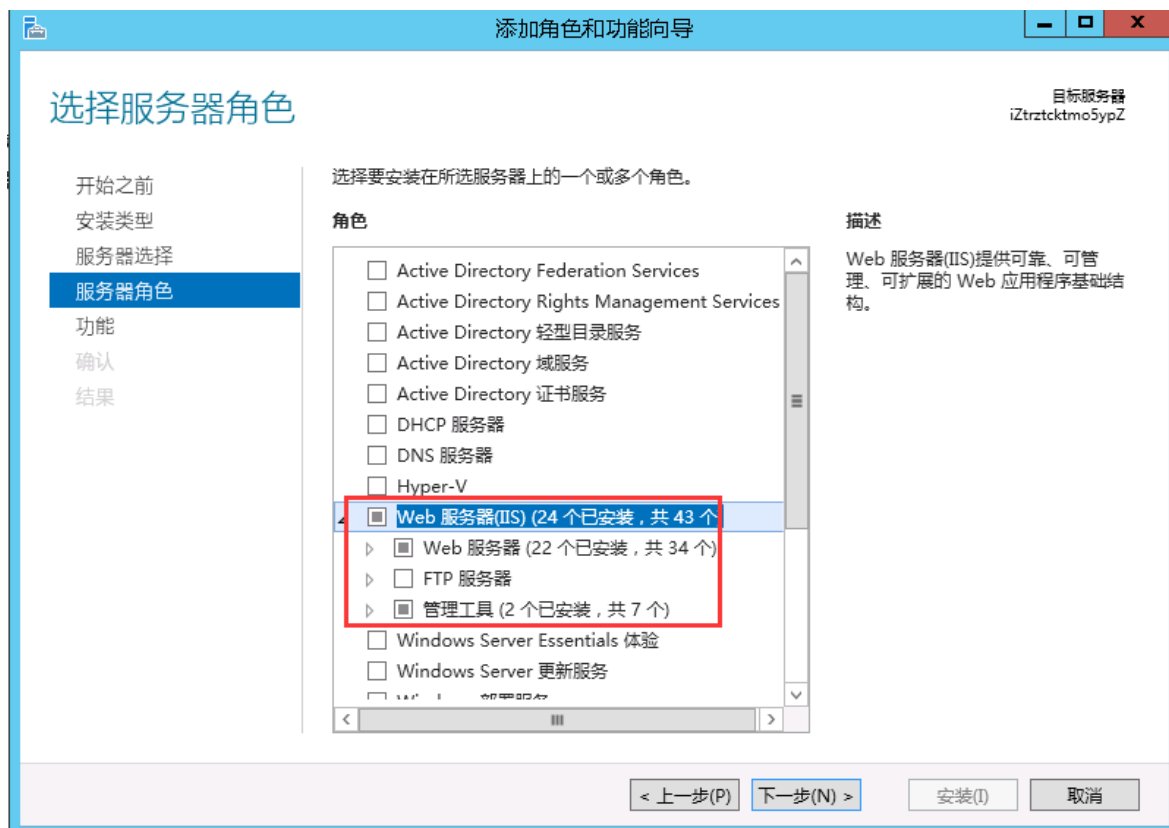 添加角色和功能向导
选择服务器角色
目标服务器
iZtrztcktmo5ypZ
开始之前
安装类型
服务器选择
服务器角色
功能
确认
结果
选择要安装在所选服务器上的一个或多个角色。
角色
Active Directory Federation Services
Active Directory Rights Management Services
Active Directory 轻型目录服务
Active Directory 域服务
Active Directory 证书服务
DHCP 服务器
DNS 服务器
Hyper-V
Web 服务器(IIS) (24 个已安装，共 43 个
Web 服务器 (22 个已安装，共 34 个)
FTP 服务器
管理工具 (2 个已安装，共 7 个)
Windows Server Essentials 体验
Windows Server 更新服务
Windows 部署服务
描述
Web 服务器(IIS)提供可靠、可管
理、可扩展的 Web 应用程序基础结
构。
< 上一步(P)
下一步(N) >
安装(I)
取消